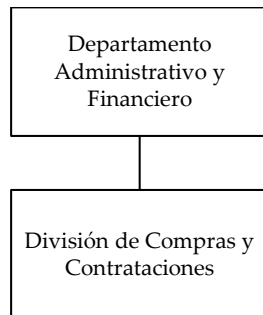 Departamento
Administrativo y
Financiero
División de Compras y
Contrataciones